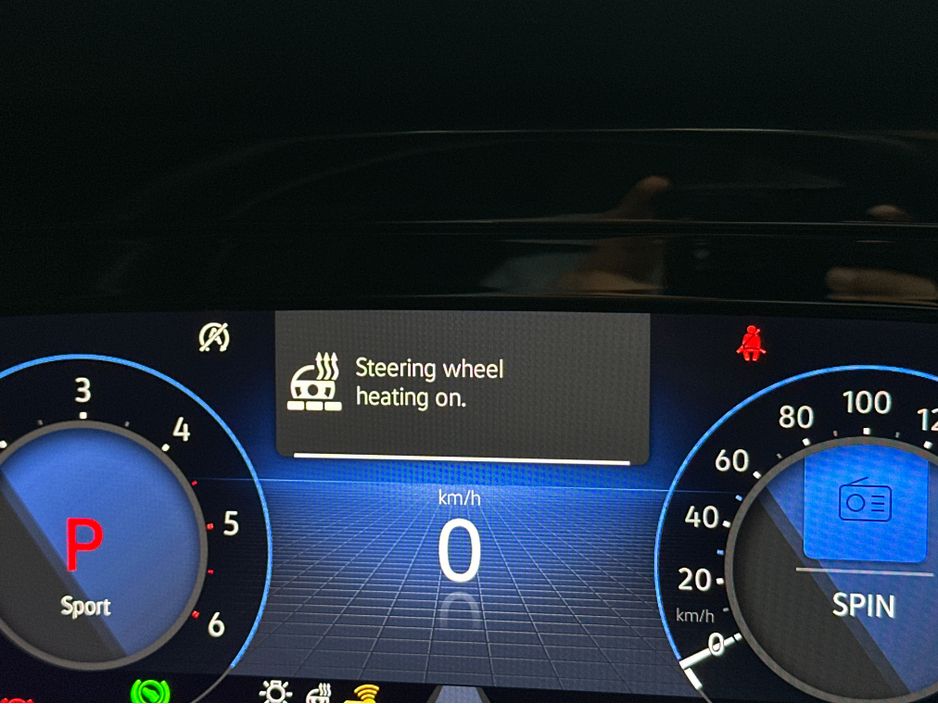 Steering wheel
heating on.
3
4
5
6
P
Sport
km/h
0
100
80
60
40
20
km/h
0
SPIN